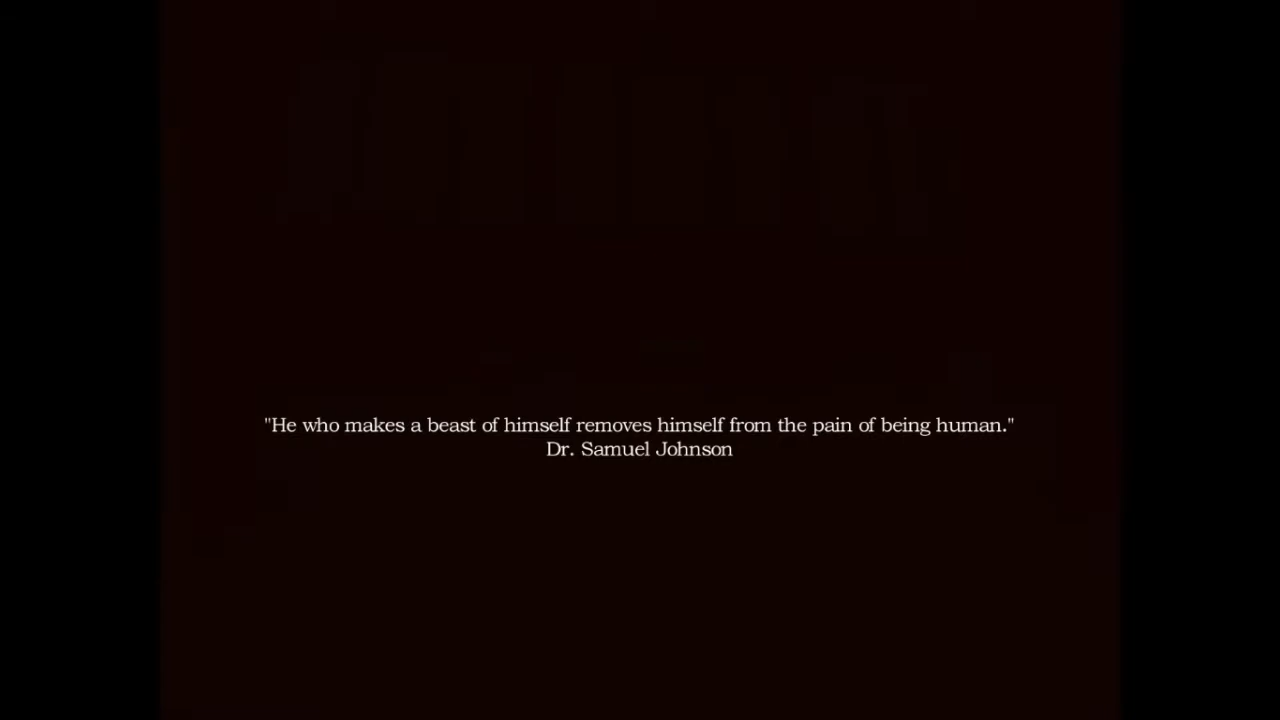 "He who makes a beast of himself removes himself from the pain of being human."
Dr. Samuel Johnson